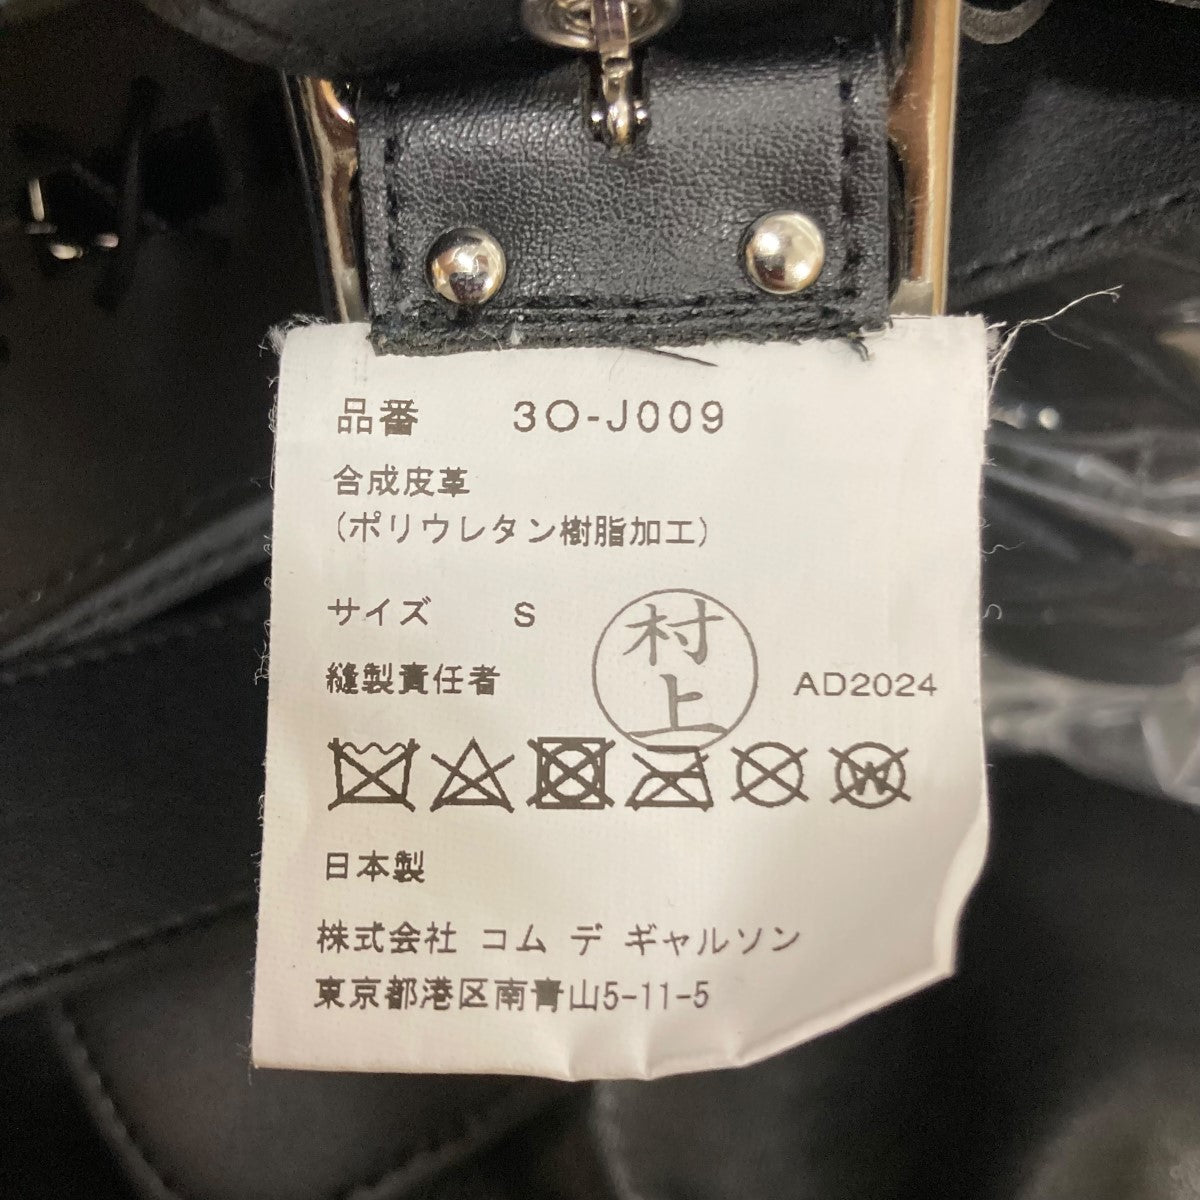 品番 3O-J009
合成皮革
(ポリウレタン樹脂加工)
サイズ S
縫製責任者 村上 AD2024
W
日本製
株式会社 コム デ ギャルソン
東京都港区南青山5-11-5